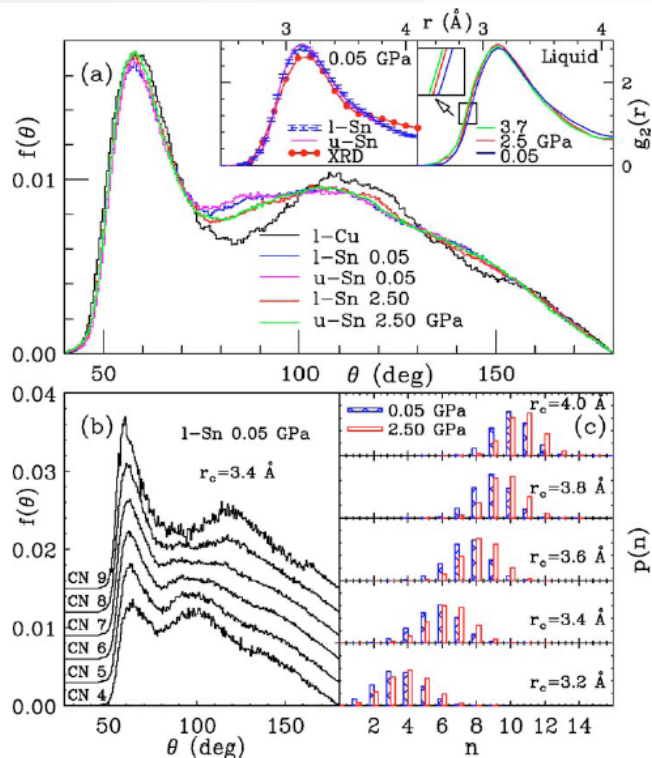 3 r (Å) 4 3 4
(a) 0.05 GPa Liquid
l-Sn
u-Sn
XRD
3.7
2.5 GPa
0.05
2
1
0
g₂(r)
f(θ)
0.01
0.00
l-Cu
l-Sn 0.05
u-Sn 0.05
l-Sn 2.50
u-Sn 2.50 GPa
50 100 150
θ (deg)
0.04
0.03
0.02
0.01
0.00
f(θ)
(b) l-Sn 0.05 GPa
r_c=3.4 Å
CN 9
CN 8
CN 7
CN 6
CN 5
CN 4
50 100 150
θ (deg)
0.05 GPa
2.50 GPa
(c)
r_c=4.0 Å
r_c=3.8 Å
r_c=3.6 Å
r_c=3.4 Å
r_c=3.2 Å
p(n)
2 4 6 8 10 12 14
n